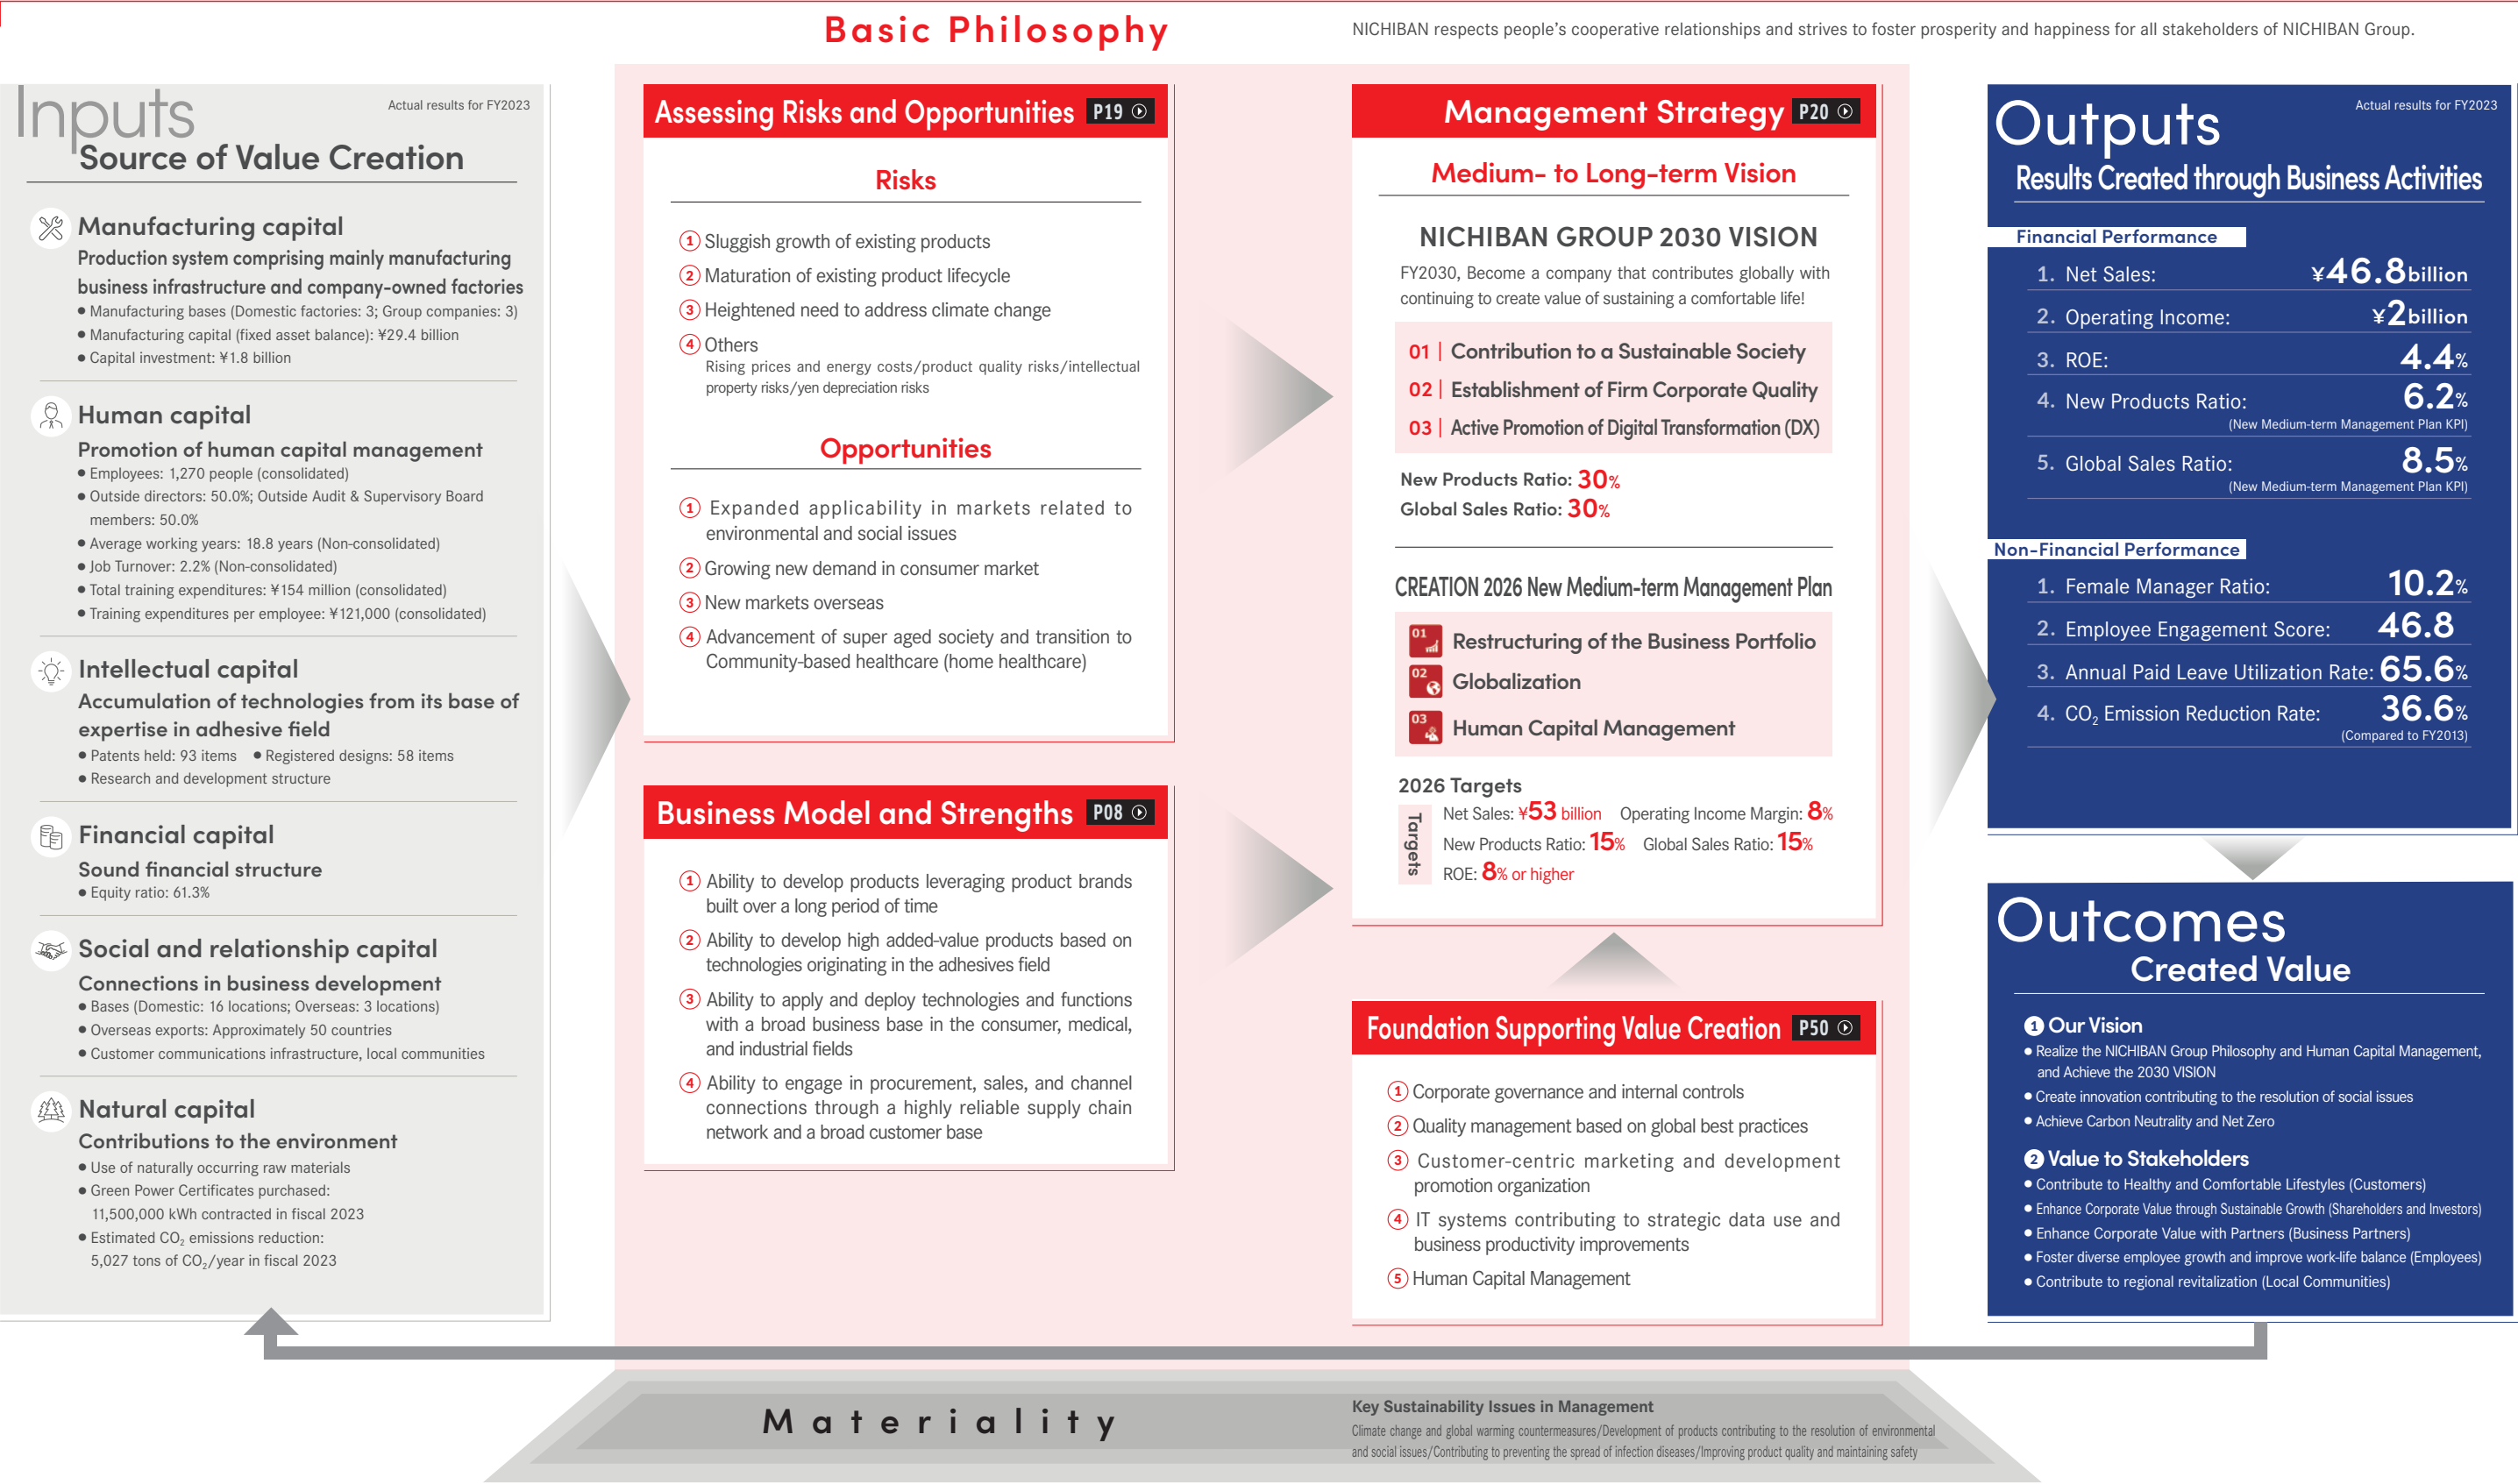 Basic Philosophy
NICHIBAN respects people's cooperative relationships and strives to foster prosperity and happiness for all stakeholders of NICHIBAN Group.
Inputs
Actual results for FY2023
Source of Value Creation
Manufacturing capital
Production system comprising mainly manufacturing
business infrastructure and company-owned factories
● Manufacturing bases (Domestic factories: 3; Group companies: 3)
● Manufacturing capital (fixed asset balance): ¥29.4 billion
● Capital investment: ¥1.8 billion
Human capital
Promotion of human capital management
● Employees: 1,270 people (consolidated)
● Outside directors: 50.0%; Outside Audit & Supervisory Board
members: 50.0%
● Average working years: 18.8 years (Non-consolidated)
● Job Turnover: 2.2% (Non-consolidated)
● Total training expenditures: ¥154 million (consolidated)
● Training expenditures per employee: ¥121,000 (consolidated)
Intellectual capital
Accumulation of technologies from its base of
expertise in adhesive field
● Patents held: 93 items ● Registered designs: 58 items
● Research and development structure
Financial capital
Sound financial structure
● Equity ratio: 61.3%
Social and relationship capital
Connections in business development
● Bases (Domestic: 16 locations; Overseas: 3 locations)
● Overseas exports: Approximately 50 countries
● Customer communications infrastructure, local communities
Natural capital
Contributions to the environment
● Use of naturally occurring raw materials
● Green Power Certificates purchased:
11,500,000 kWh contracted in fiscal 2023
● Estimated CO₂ emissions reduction:
5,027 tons of CO₂/year in fiscal 2023
Assessing Risks and Opportunities P19
Risks
① Sluggish growth of existing products
② Maturation of existing product lifecycle
③ Heightened need to address climate change
④ Others
Rising prices and energy costs/product quality risks/intellectual
property risks/yen depreciation risks
Opportunities
① Expanded applicability in markets related to
environmental and social issues
② Growing new demand in consumer market
③ New markets overseas
④ Advancement of super aged society and transition to
Community-based healthcare (home healthcare)
Business Model and Strengths P08
① Ability to develop products leveraging product brands
built over a long period of time
② Ability to develop high added-value products based on
technologies originating in the adhesives field
③ Ability to apply and deploy technologies and functions
with a broad business base in the consumer, medical,
and industrial fields
④ Ability to engage in procurement, sales, and channel
connections through a highly reliable supply chain
network and a broad customer base
Management Strategy P20
Medium- to Long-term Vision
NICHIBAN GROUP 2030 VISION
FY2030, Become a company that contributes globally with
continuing to create value of sustaining a comfortable life!
01 | Contribution to a Sustainable Society
02 | Establishment of Firm Corporate Quality
03 | Active Promotion of Digital Transformation (DX)
New Products Ratio: 30%
Global Sales Ratio: 30%
CREATION 2026 New Medium-term Management Plan
01 Restructuring of the Business Portfolio
02 Globalization
03 Human Capital Management
2026 Targets
Targets
Net Sales: ¥53 billion Operating Income Margin: 8%
New Products Ratio: 15% Global Sales Ratio: 15%
ROE: 8% or higher
Foundation Supporting Value Creation P50
① Corporate governance and internal controls
② Quality management based on global best practices
③ Customer-centric marketing and development
promotion organization
④ IT systems contributing to strategic data use and
business productivity improvements
⑤ Human Capital Management
Outputs
Actual results for FY2023
Results Created through Business Activities
Financial Performance
1. Net Sales: ¥46.8billion
2. Operating Income: ¥2billion
3. ROE: 4.4%
4. New Products Ratio: 6.2%
(New Medium-term Management Plan KPI)
5. Global Sales Ratio: 8.5%
(New Medium-term Management Plan KPI)
Non-Financial Performance
1. Female Manager Ratio: 10.2%
2. Employee Engagement Score: 46.8
3. Annual Paid Leave Utilization Rate: 65.6%
4. CO₂ Emission Reduction Rate: 36.6%
(Compared to FY2013)
Outcomes
Created Value
❶ Our Vision
● Realize the NICHIBAN Group Philosophy and Human Capital Management,
and Achieve the 2030 VISION
● Create innovation contributing to the resolution of social issues
● Achieve Carbon Neutrality and Net Zero
❷ Value to Stakeholders
● Contribute to Healthy and Comfortable Lifestyles (Customers)
● Enhance Corporate Value through Sustainable Growth (Shareholders and Investors)
● Enhance Corporate Value with Partners (Business Partners)
● Foster diverse employee growth and improve work-life balance (Employees)
● Contribute to regional revitalization (Local Communities)
Materiality
Key Sustainability Issues in Management
Climate change and global warming countermeasures/Development of products contributing to the resolution of environmental
and social issues/Contributing to preventing the spread of infection diseases/Improving product quality and maintaining safety